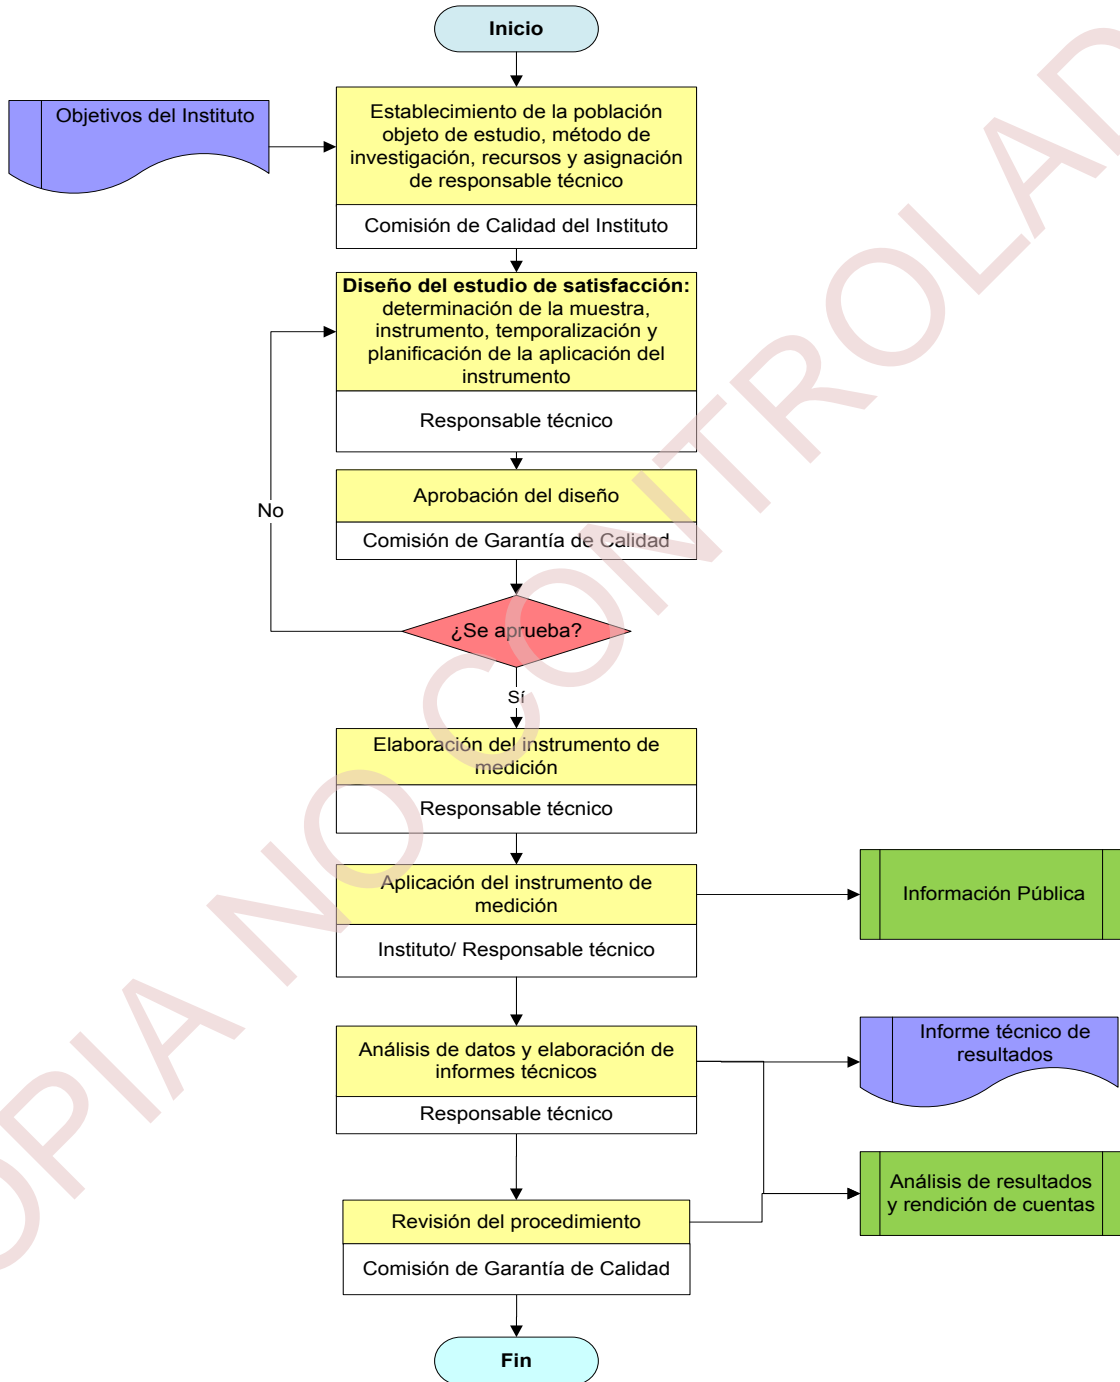 Inicio
Objetivos del Instituto
Establecimiento de la población
objeto de estudio, método de
investigación, recursos y asignación
de responsable técnico
Comisión de Calidad del Instituto
Diseño del estudio de satisfacción:
determinación de la muestra,
instrumento, temporalización y
planificación de la aplicación del
instrumento
Responsable técnico
Aprobación del diseño
No
Comisión de Garantía de Calidad
¿Se aprueba?
Sí
Elaboración del instrumento de
medición
Responsable técnico
Aplicación del instrumento de
medición
Información Pública
Instituto/ Responsable técnico
Análisis de datos y elaboración de
informes técnicos
Informe técnico de
resultados
Responsable técnico
Análisis de resultados
y rendición de cuentas
Revisión del procedimiento
Comisión de Garantía de Calidad
Fin
OPIA NO CONTROLAD